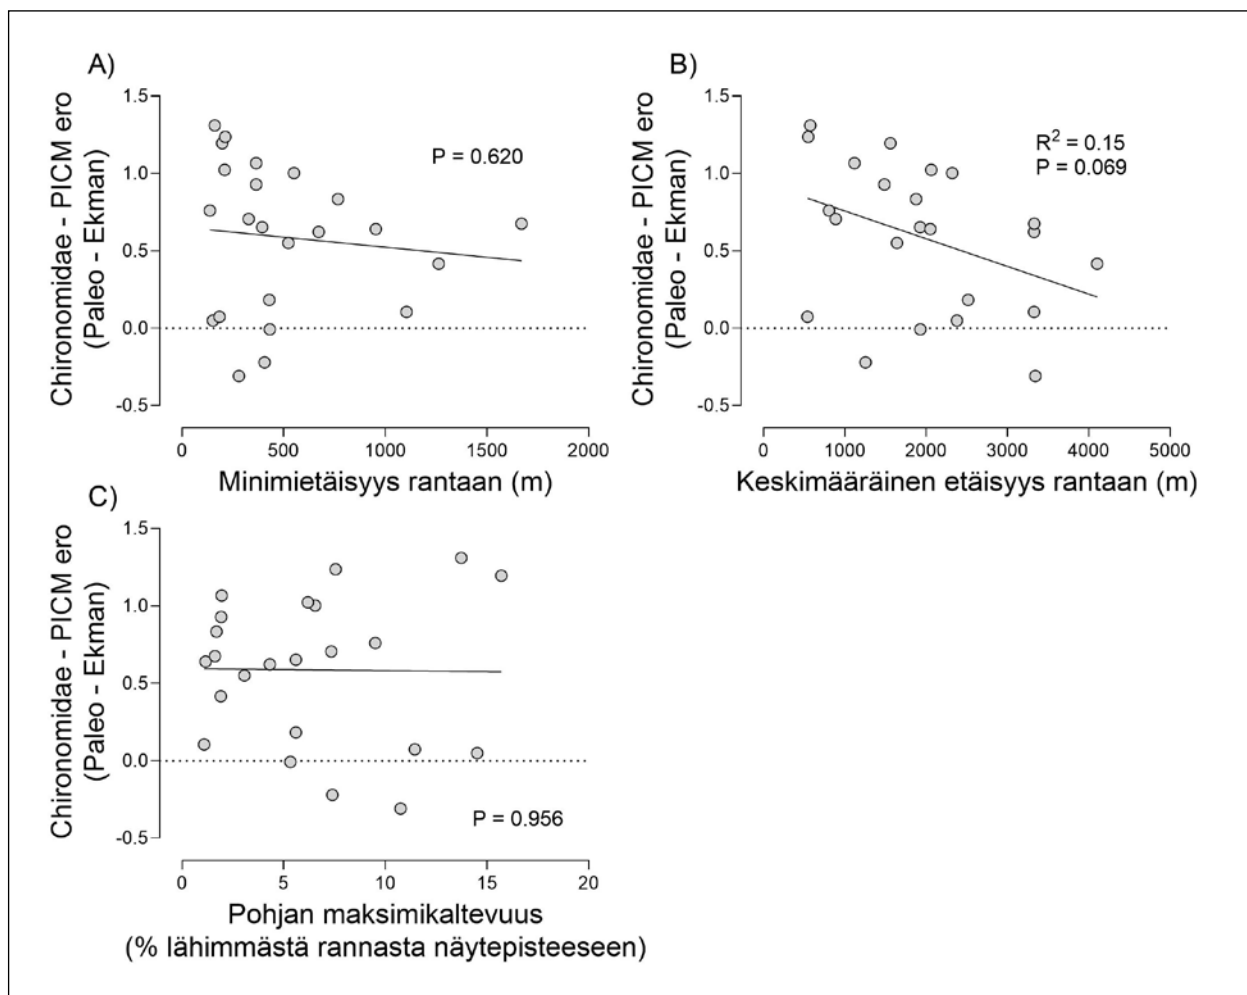 A)
Chironomidae - PICM ero
(Paleo - Ekman)
1.5
1.0
0.5
0.0
-0.5
P = 0.620
0
500
1000
1500
2000
Minimietäisyys rantaan (m)
B)
Chironomidae - PICM ero
(Paleo - Ekman)
1.5
1.0
0.5
0.0
-0.5
R² = 0.15
P = 0.069
0
1000
2000
3000
4000
5000
Keskimääräinen etäisyys rantaan (m)
C)
Chironomidae - PICM ero
(Paleo - Ekman)
1.5
1.0
0.5
0.0
-0.5
P = 0.956
0
5
10
15
20
Pohjan maksimikaltevuus
(% lähimmästä rannasta näytepisteeseen)